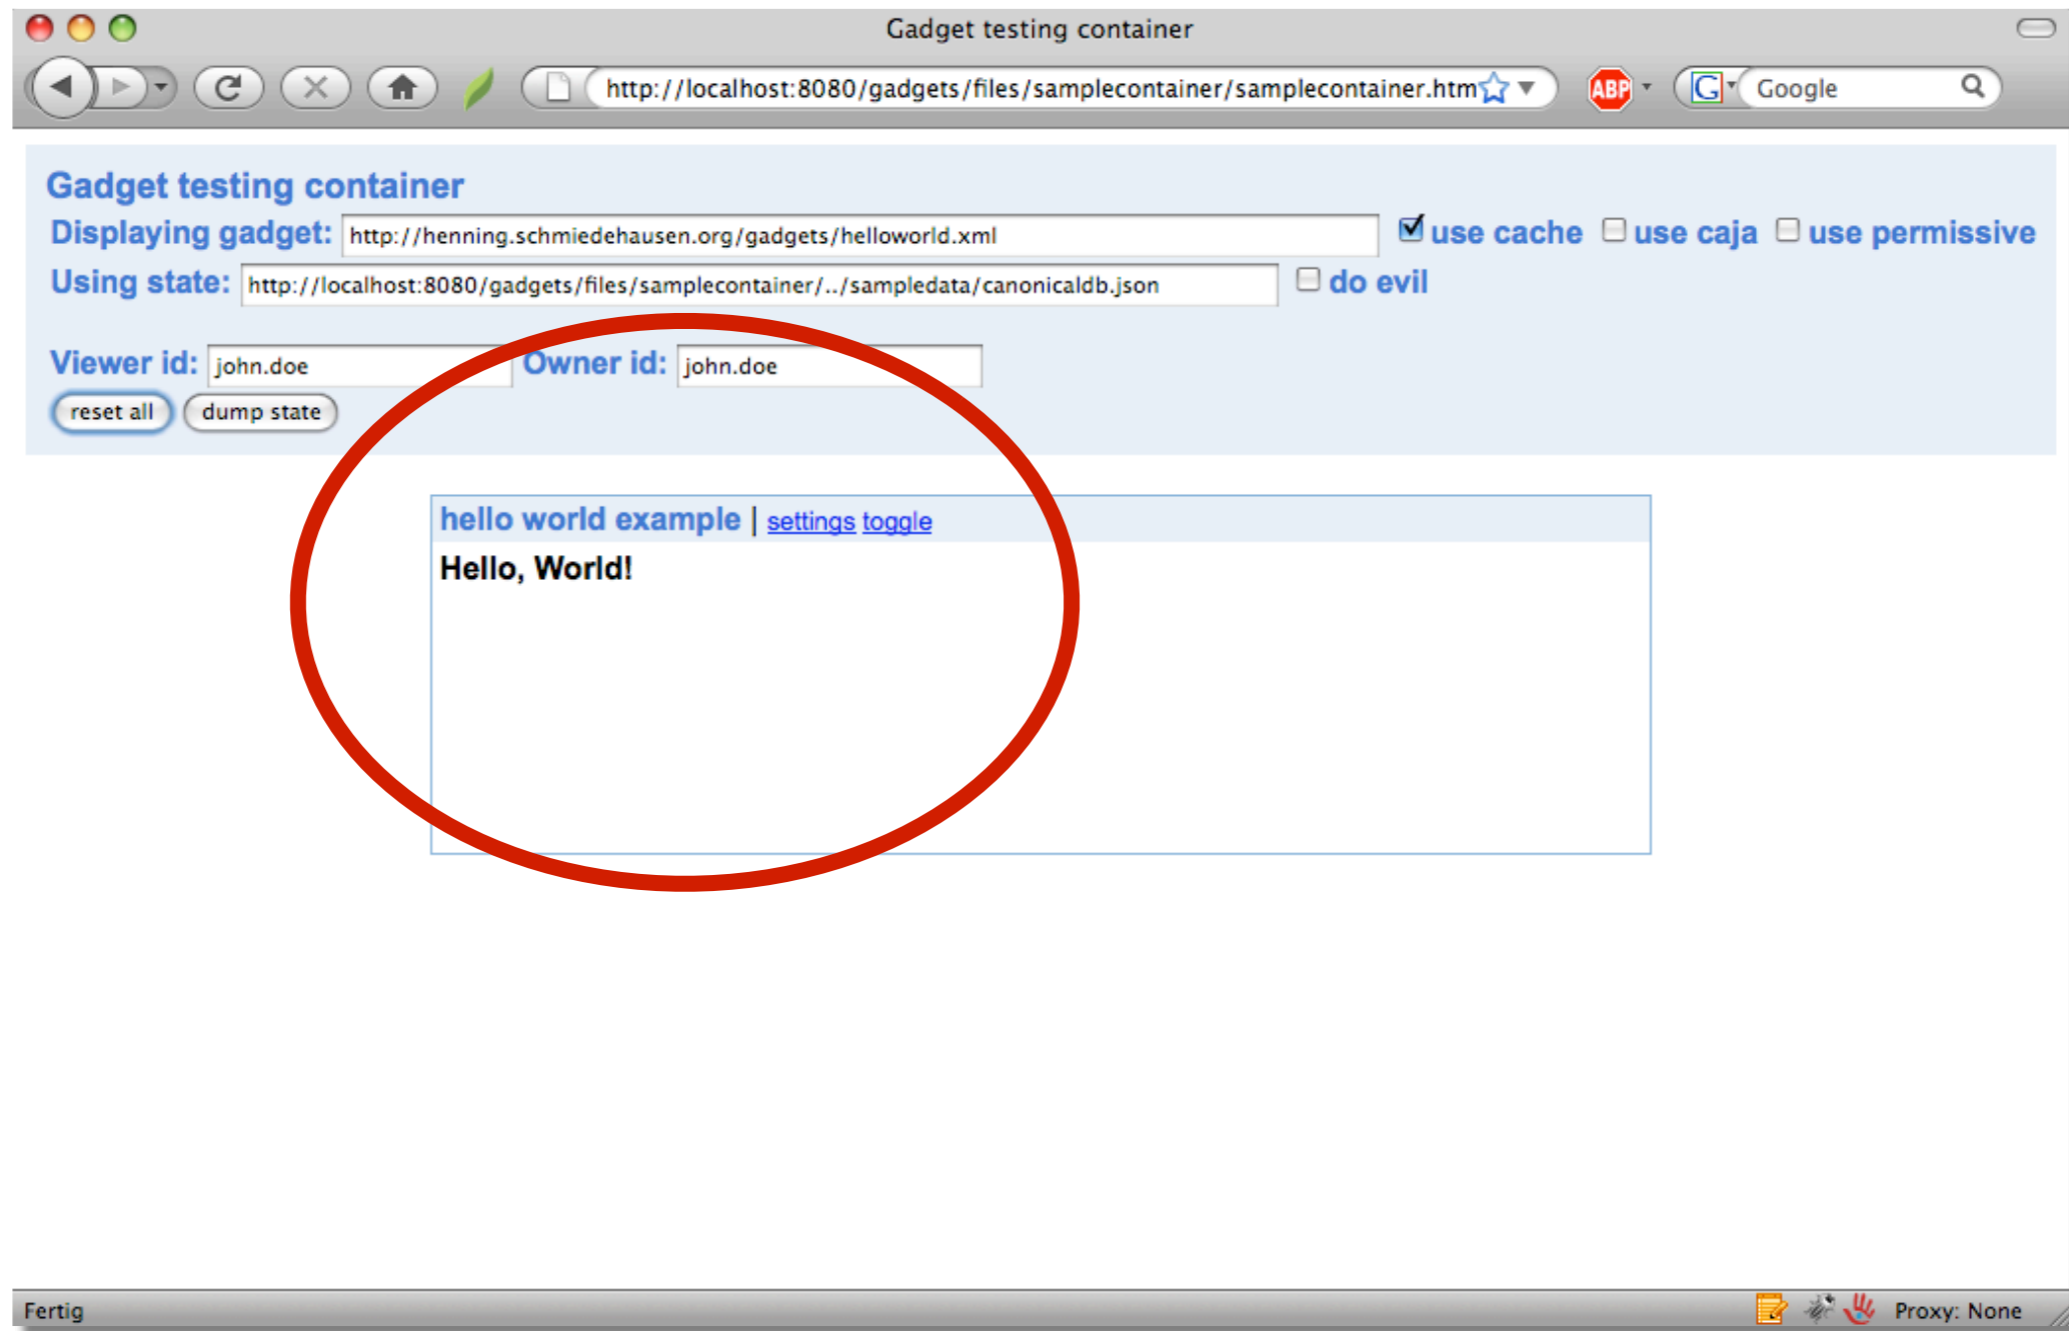 Gadget testing container
http://localhost:8080/gadgets/files/samplecontainer/samplecontainer.htm
ABP
G Google
Gadget testing container
Displaying gadget: http://henning.schmiedehausen.org/gadgets/helloworld.xml use cache use caja use permissive
Using state: http://localhost:8080/gadgets/files/samplecontainer/../sampledata/canonicaldb.json do evil
Viewer id: john.doe Owner id: john.doe
reset all dump state
hello world example | settings toggle
Hello, World!
Fertig Proxy: None